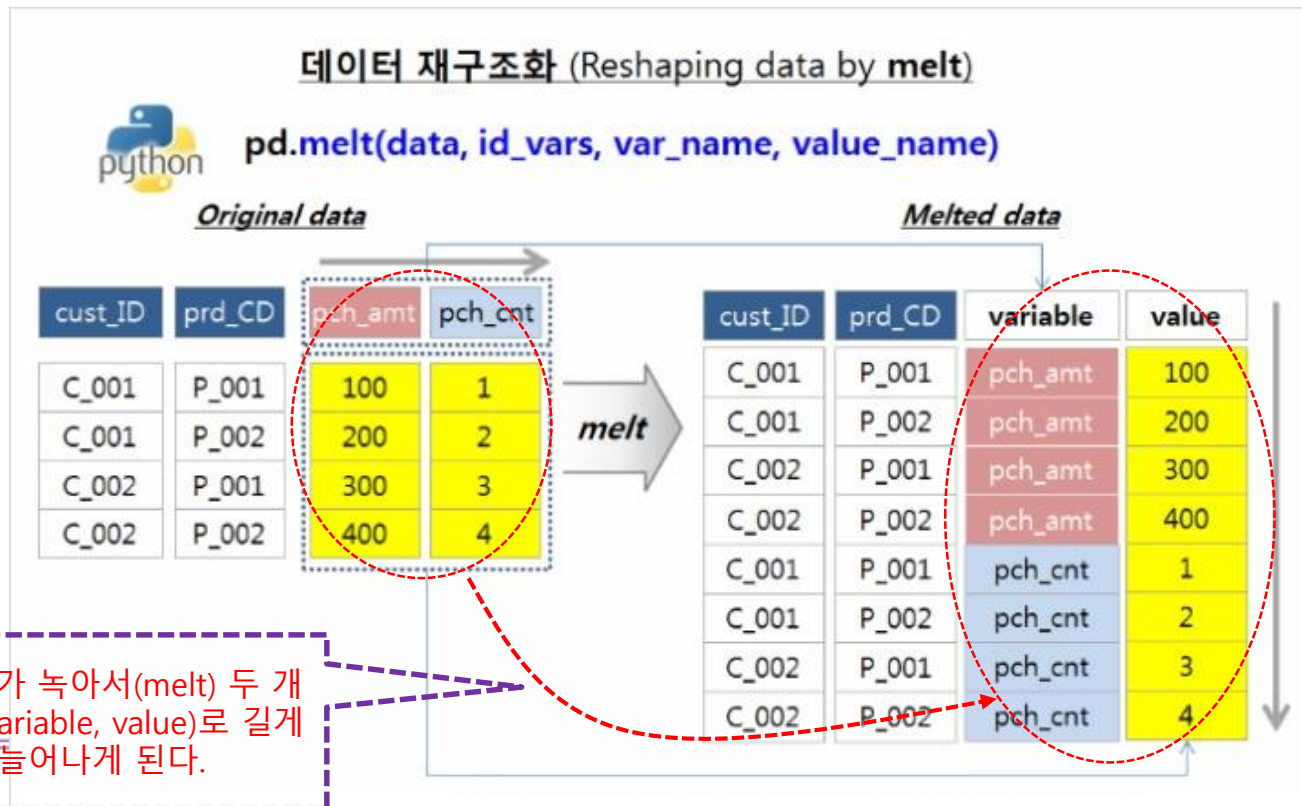 데이터 재구조화 (Reshaping data by melt)
python
pd.melt(data, id_vars, var_name, value_name)
Original data
cust_ID prd_CD pch_amt pch_cnt
C_001 P_001 100 1
C_001 P_002 200 2
C_002 P_001 300 3
C_002 P_002 400 4
melt
Melted data
cust_ID prd_CD variable value
C_001 P_001 pch_amt 100
C_001 P_002 pch_amt 200
C_002 P_001 pch_amt 300
C_002 P_002 pch_amt 400
C_001 P_001 pch_cnt 1
C_001 P_002 pch_cnt 2
C_002 P_001 pch_cnt 3
C_002 P_002 pch_cnt 4
가 녹아서(melt) 두 개
ariable, value)로 길게
늘어나게 된다.